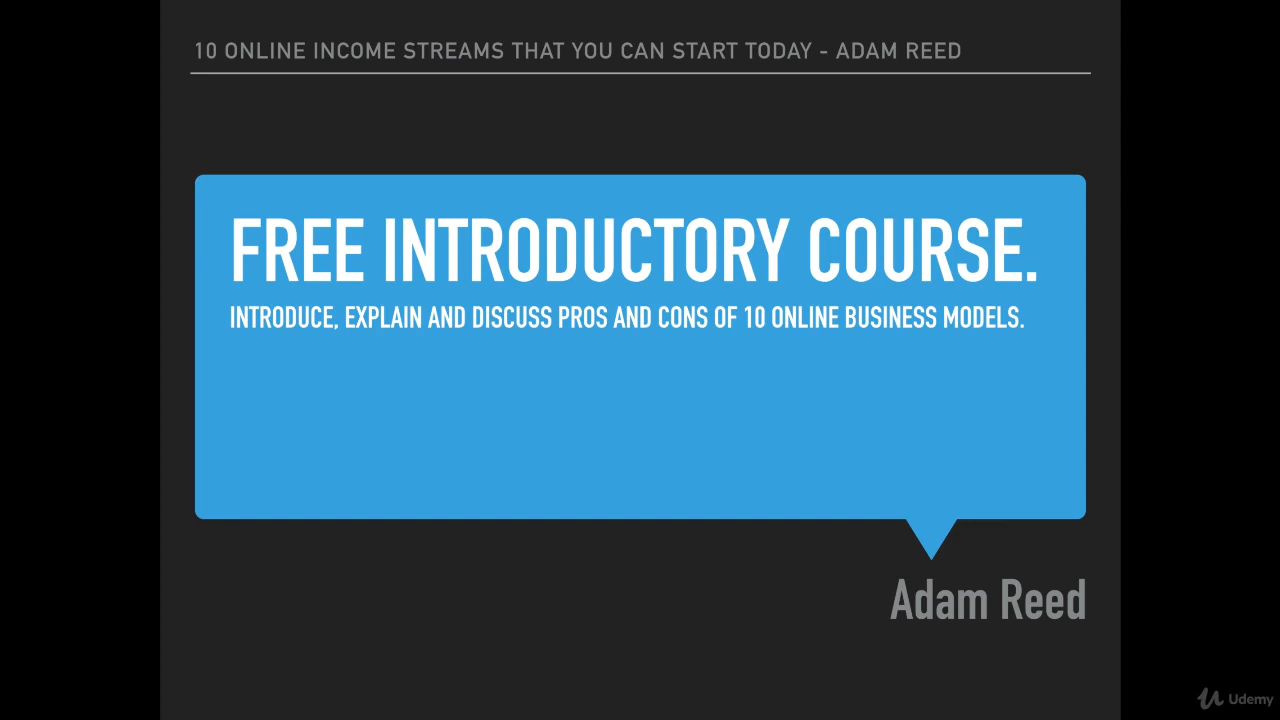 10 ONLINE INCOME STREAMS THAT YOU CAN START TODAY - ADAM REED
FREE INTRODUCTORY COURSE.
INTRODUCE, EXPLAIN AND DISCUSS PROS AND CONS OF 10 ONLINE BUSINESS MODELS.
Adam Reed
Udemy